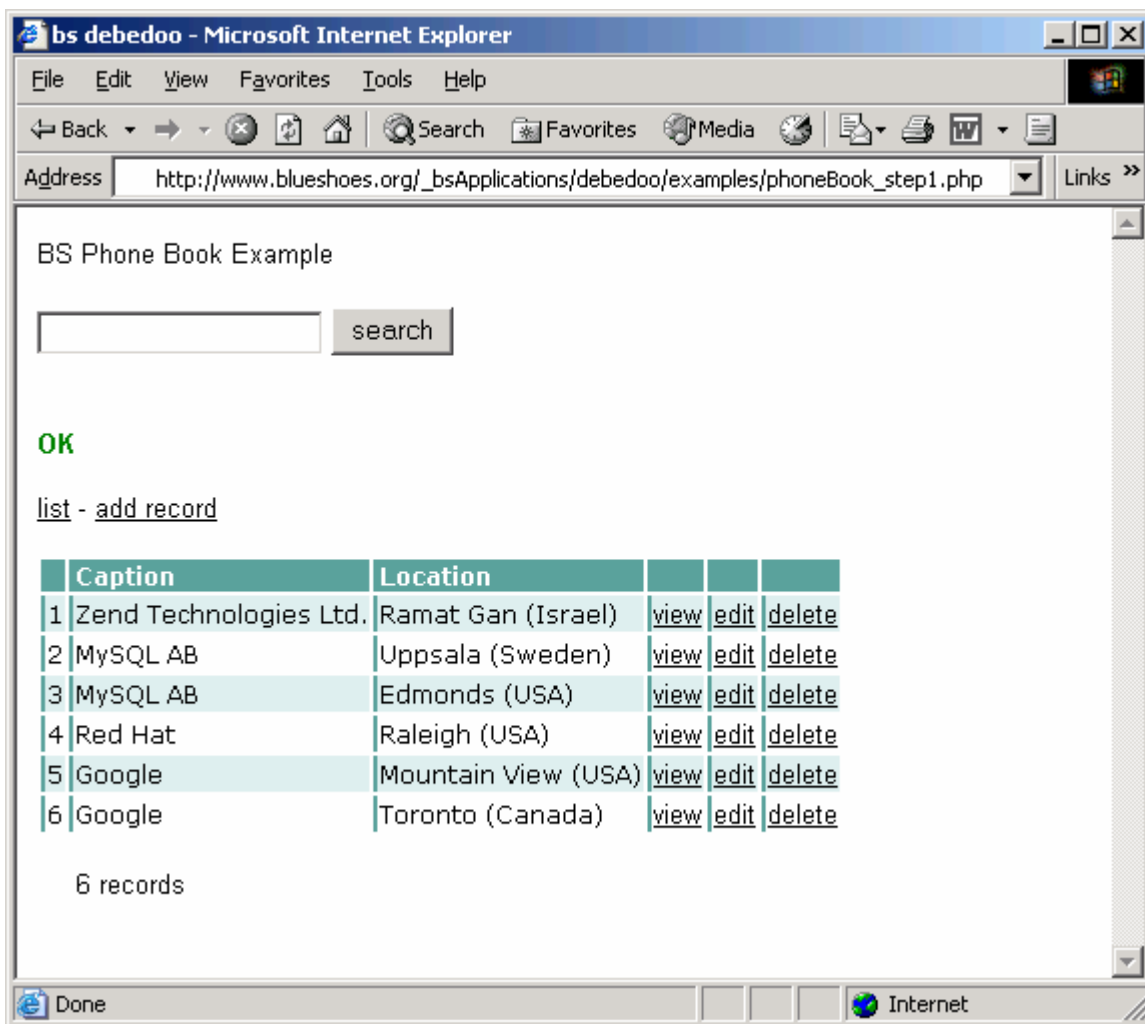 bs debedoo - Microsoft Internet Explorer
File Edit View Favorites Tools Help
Back Search Favorites Media
Address http://www.blueshoes.org/_bsApplications/debedoo/examples/phoneBook_step1.php Links »
BS Phone Book Example
search
OK
list - add record
Caption Location
1 Zend Technologies Ltd. Ramat Gan (Israel) view edit delete
2 MySQL AB Uppsala (Sweden) view edit delete
3 MySQL AB Edmonds (USA) view edit delete
4 Red Hat Raleigh (USA) view edit delete
5 Google Mountain View (USA) view edit delete
6 Google Toronto (Canada) view edit delete
6 records
Done Internet